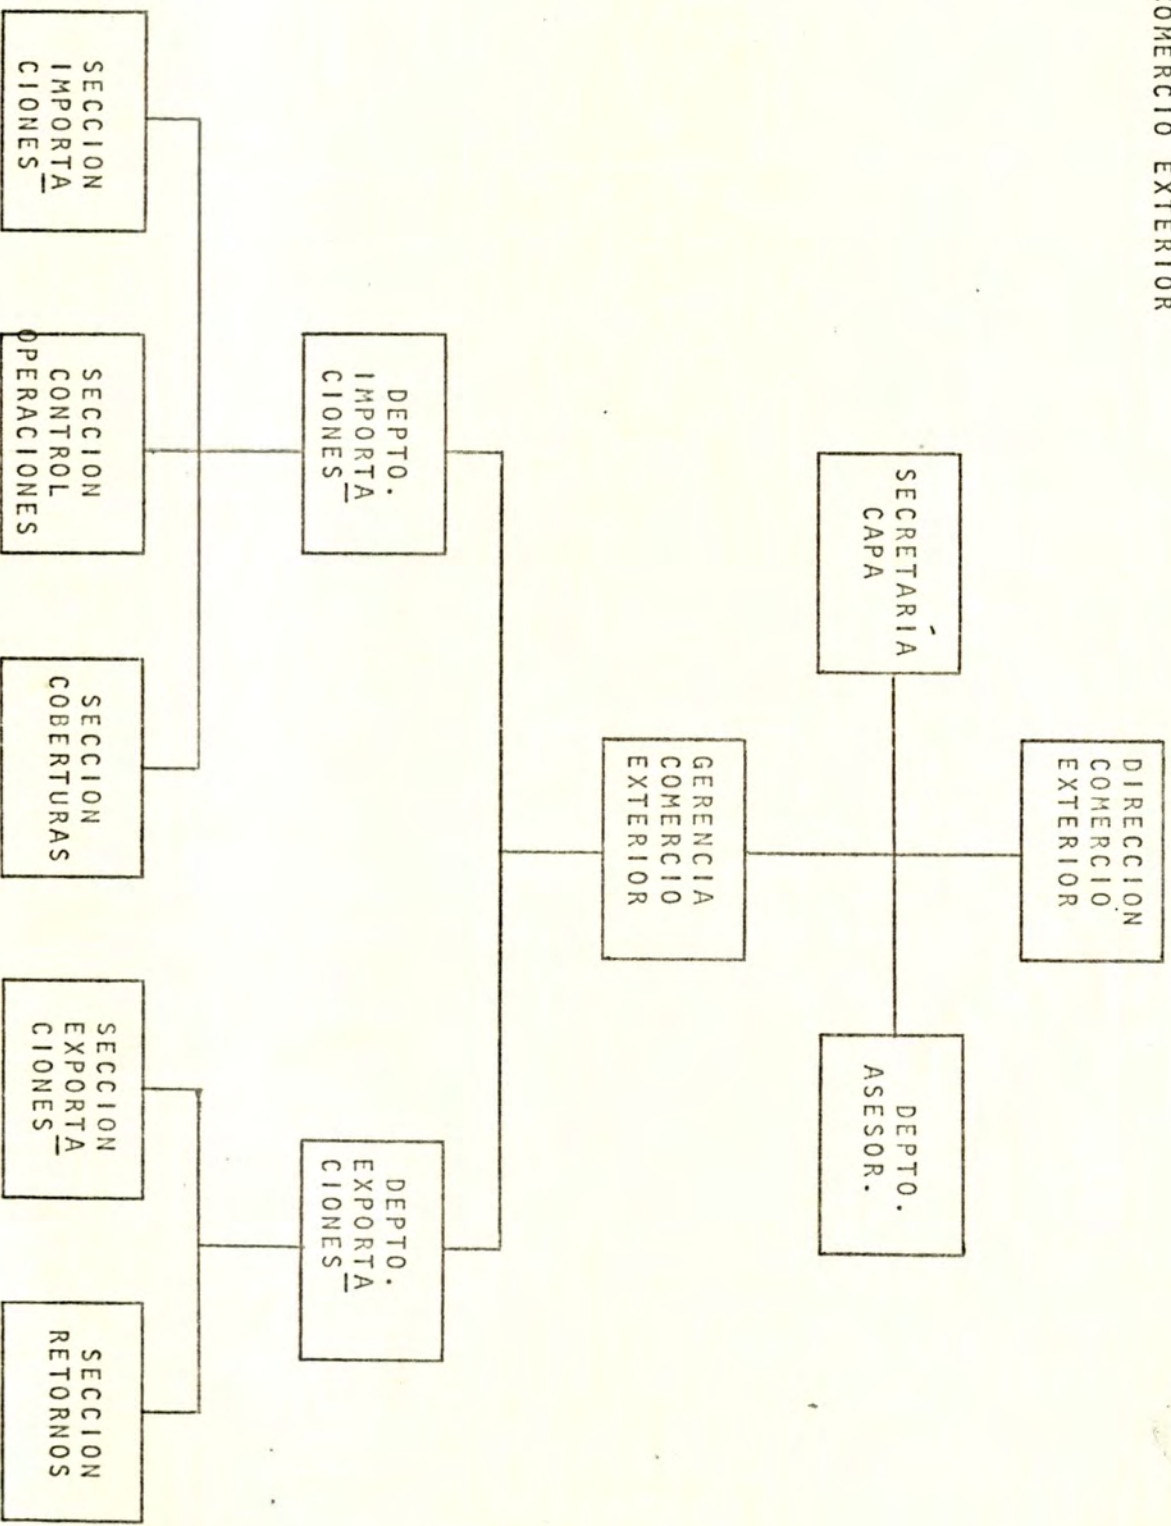 COMERCIO EXTERIOR
DIRECCION
COMERCIO
EXTERIOR
SECRETARÍA
CAPA
DEPTO.
ASESOR.
GERENCIA
COMERCIO
EXTERIOR
DEPTO.
IMPORTA
CIONES
DEPTO.
EXPORTA
CIONES
SECCION
IMPORTA
CIONES
SECCION
CONTROL
OPERACIONES
SECCION
COBERTURAS
SECCION
EXPORTA
CIONES
SECCION
RETORNOS